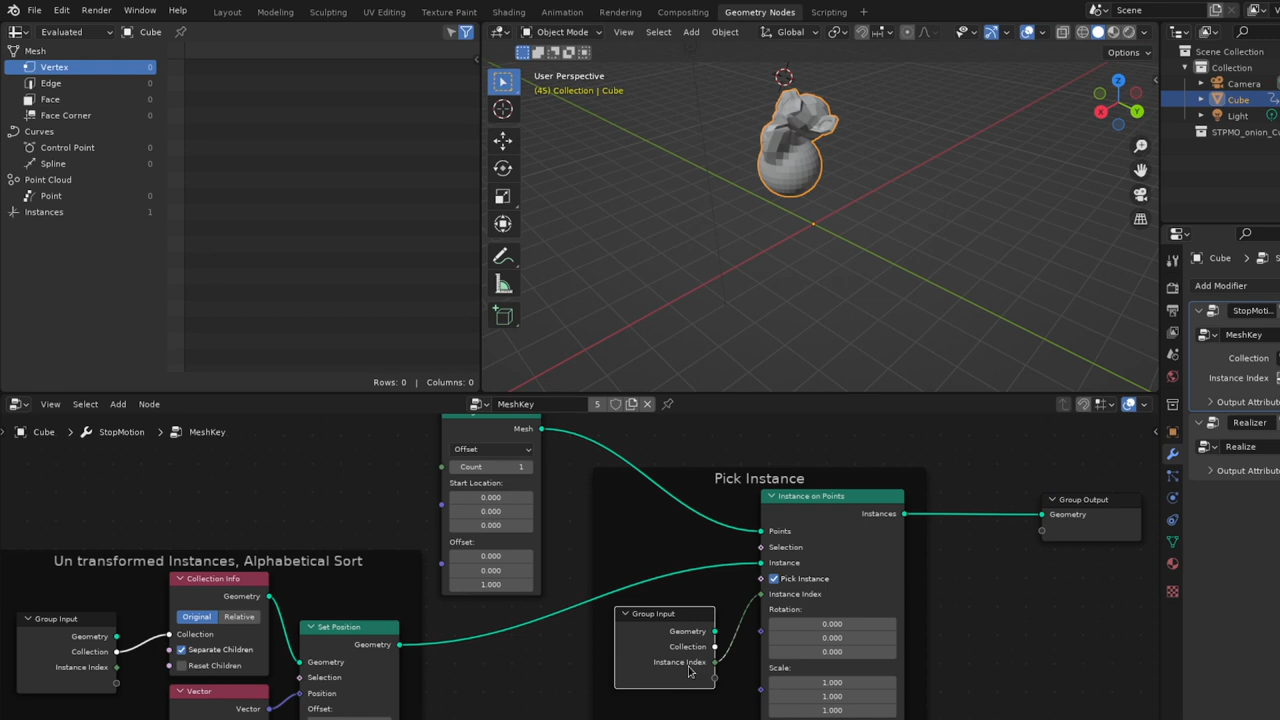 File Edit Render Window Help Layout Modeling Sculpting UV Editing Texture Paint Shading Animation Rendering Compositing Geometry Nodes Scripting + Scene
Evaluated Cube Object Mode View Select Add Object Global
Options
Mesh
Vertex 0
Edge 0
Face 0
Face Corner 0
Curves
Control Point 0
Spline 0
Point Cloud
Point 0
Instances 1
Rows: 0 | Columns: 0
User Perspective
(45) Collection | Cube
Z
X
Y
Scene Collection
Collection
Camera
Cube
Light
STPMO_onion_Cu
Cube
Add Modifier
StopMoti...
MeshKey
Collection
Instance Index
Output Attribut
Realizer
Realize
Output Attribut
View Select Add Node MeshKey 5
Cube StopMotion MeshKey
Mesh
Offset
Count 1
Start Location:
0.000
0.000
0.000
Offset:
0.000
0.000
1.000
Un transformed Instances, Alphabetical Sort
Group Input
Geometry
Collection
Instance Index
Collection Info
Geometry
Original Relative
Collection
Separate Children
Reset Children
Vector
Vector
Set Position
Geometry
Geometry
Selection
Position
Offset:
Pick Instance
Group Input
Geometry
Collection
Instance Index
Instance on Points
Instances
Points
Selection
Instance
Pick Instance
Instance Index
Rotation:
0.000
0.000
0.000
Scale:
1.000
1.000
1.000
Group Output
Geometry